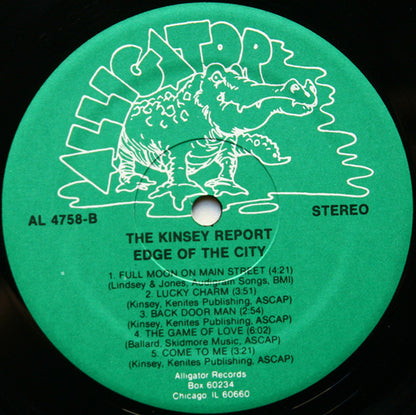 ALLIGATOR
AL 4758-B
STEREO
THE KINSEY REPORT
EDGE OF THE CITY
1. FULL MOON ON MAIN STREET (4:21)
(Lindsey & Jones, Audigram Songs, BMI)
2. LUCKY CHARM (3:51)
(Kinsey, Kenites Publishing, ASCAP)
3. BACK DOOR MAN (2:54)
(Kinsey, Kenites Publishing, ASCAP)
4. THE GAME OF LOVE (6:02)
(Ballard, Skidmore Music, ASCAP)
5. COME TO ME (3:21)
(Kinsey, Kenites Publishing, ASCAP)
Alligator Records
Box 60234
Chicago IL 60660